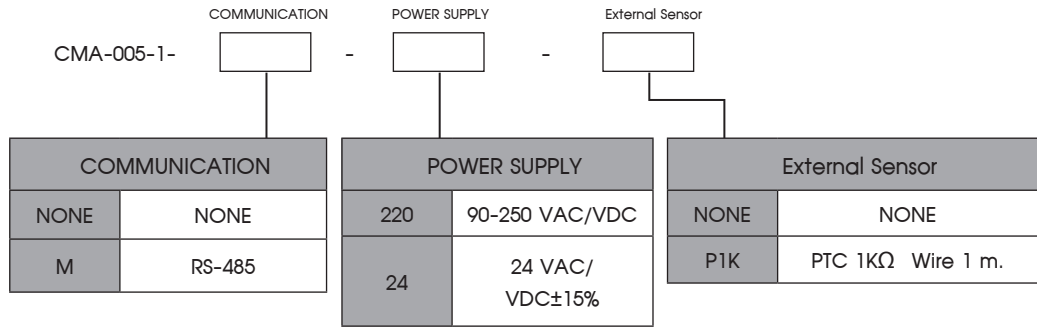 COMMUNICATION POWER SUPPLY External Sensor
CMA-005-1- - -
COMMUNICATION
NONE NONE
M RS-485
POWER SUPPLY
220 90-250 VAC/VDC
24 24 VAC/
VDC±15%
External Sensor
NONE NONE
P1K PTC 1KΩ Wire 1 m.